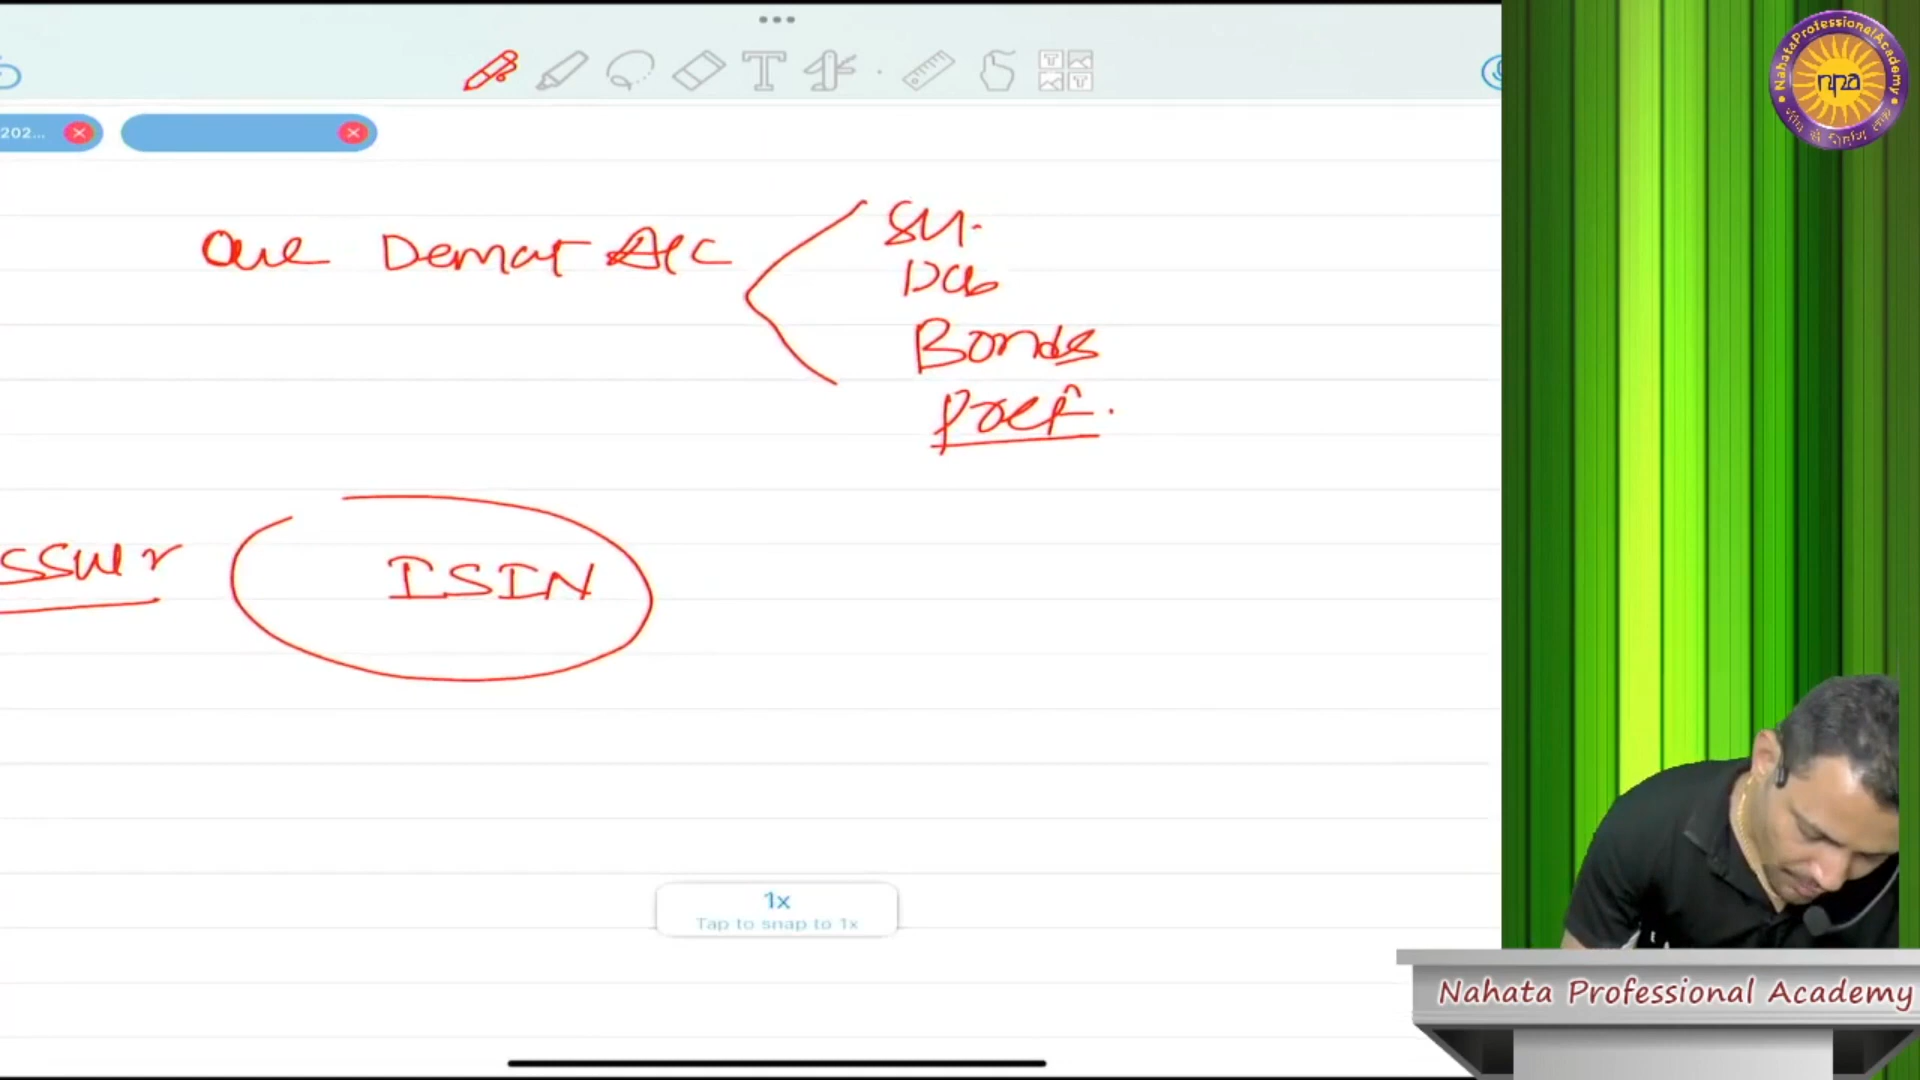 202...
One Demat A/c
SH.
Deb
Bonds
Pref.
ssuer
ISIN
1x
Tap to snap to 1x
NahataProfessionalAcademy
npa
Nahata Professional Academy